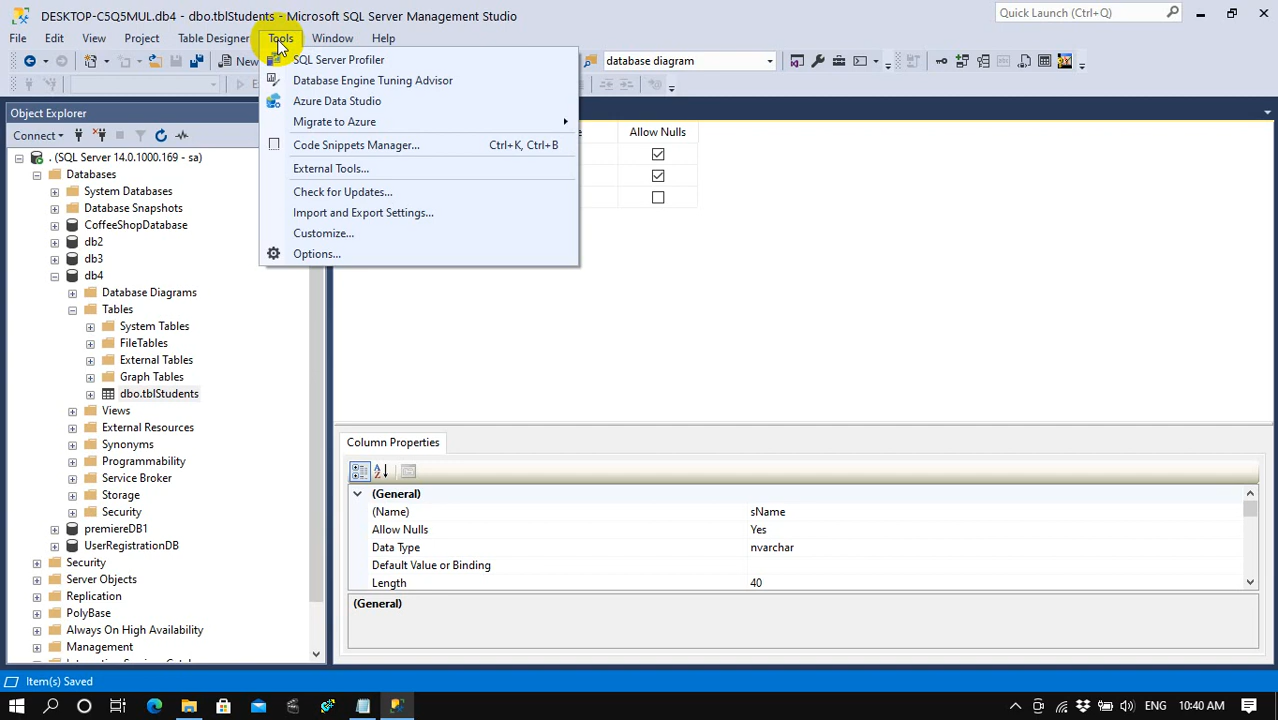 DESKTOP-C5Q5MUL.db4 - dbo.tblStudents - Microsoft SQL Server Management Studio
Quick Launch (Ctrl+Q)
File Edit View Project Table Designer Tools Window Help
New
database diagram
SQL Server Profiler
Database Engine Tuning Advisor
Azure Data Studio
Migrate to Azure
Code Snippets Manager... Ctrl+K, Ctrl+B
External Tools...
Check for Updates...
Import and Export Settings...
Customize...
Options...
Object Explorer
Connect
. (SQL Server 14.0.1000.169 - sa)
Databases
System Databases
Database Snapshots
CoffeeShopDatabase
db2
db3
db4
Database Diagrams
Tables
System Tables
FileTables
External Tables
Graph Tables
dbo.tblStudents
Views
External Resources
Synonyms
Programmability
Service Broker
Storage
Security
premiereDB1
UserRegistrationDB
Security
Server Objects
Replication
PolyBase
Always On High Availability
Management
Allow Nulls
Column Properties
(General)
(Name) sName
Allow Nulls Yes
Data Type nvarchar
Default Value or Binding
Length 40
(General)
Item(s) Saved
ENG 10:40 AM